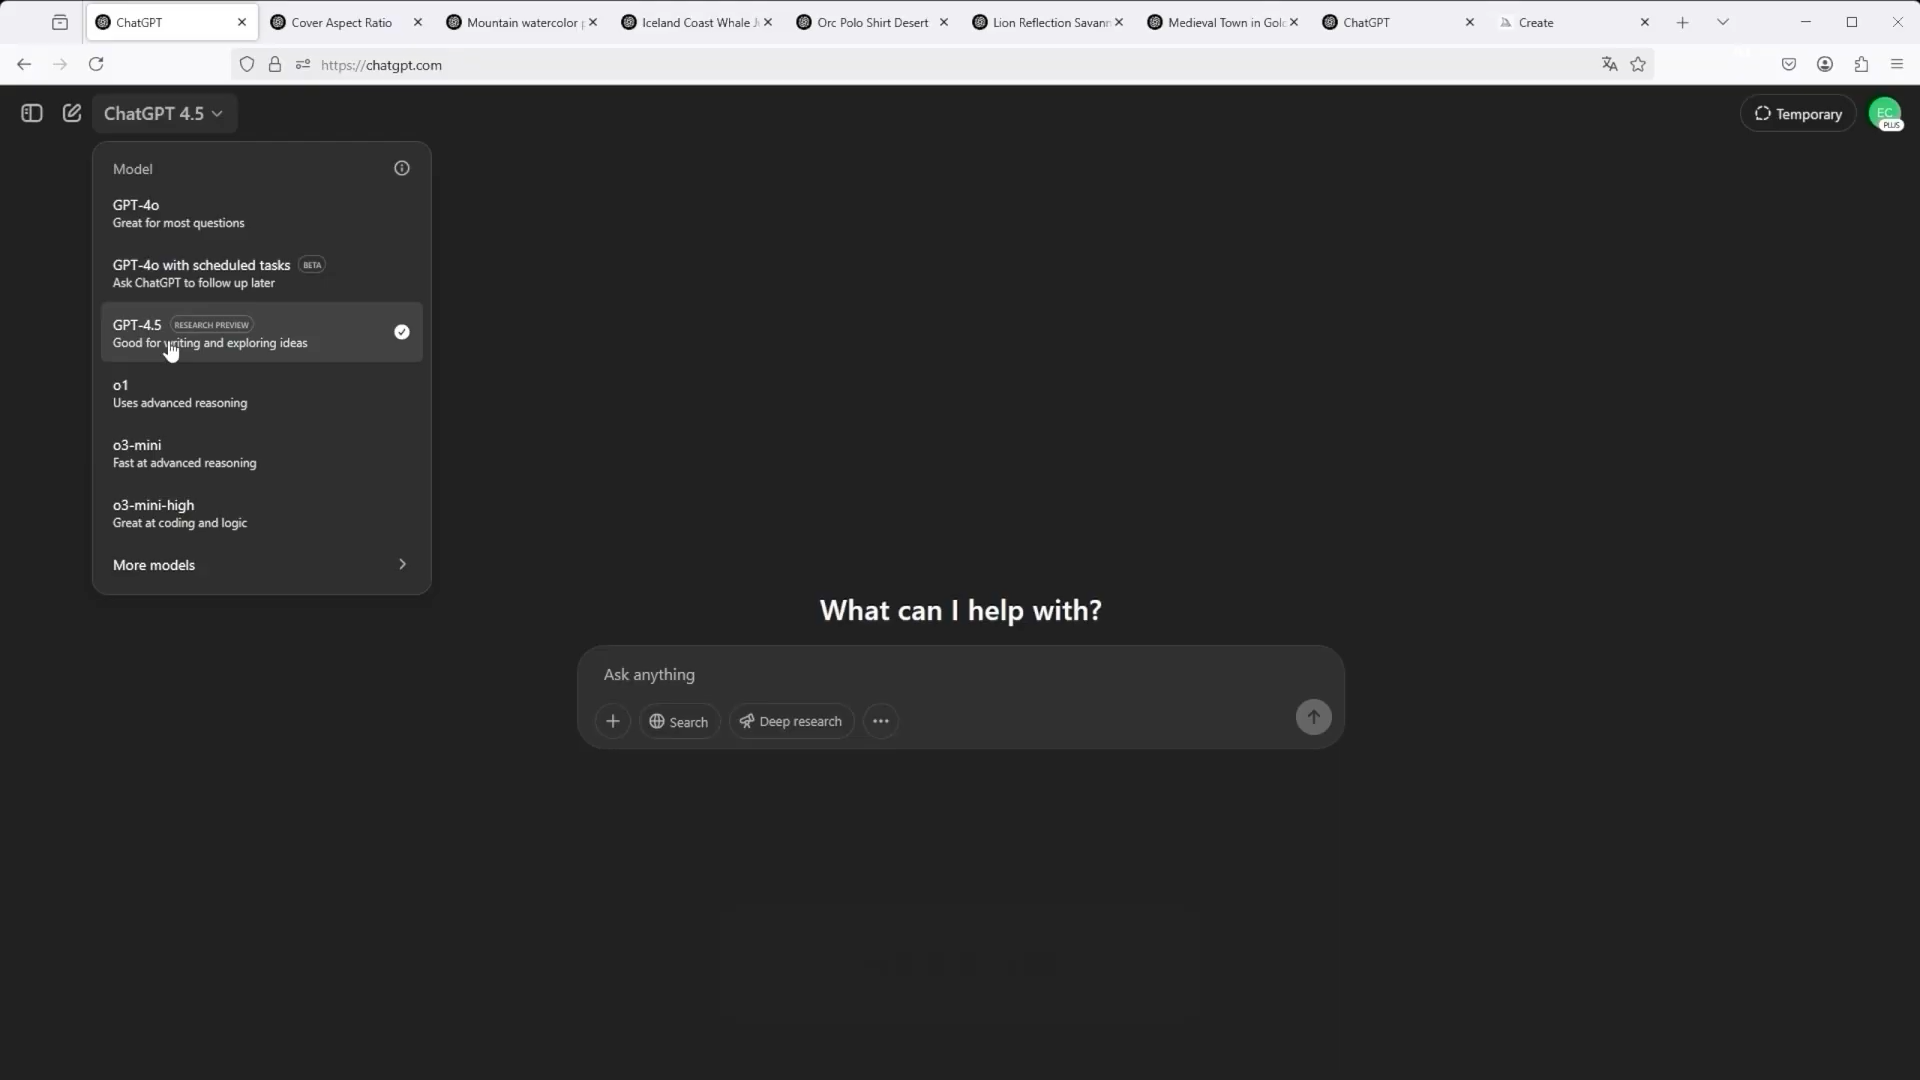 ChatGPT
Cover Aspect Ratio
Mountain watercolor p
Iceland Coast Whale J
Orc Polo Shirt Desert
Lion Reflection Savann
Medieval Town in Gold
ChatGPT
Create
https://chatgpt.com
ChatGPT 4.5
Temporary
EC
PLUS
Model
GPT-4o
Great for most questions
GPT-4o with scheduled tasks BETA
Ask ChatGPT to follow up later
GPT-4.5 RESEARCH PREVIEW
Good for writing and exploring ideas
o1
Uses advanced reasoning
o3-mini
Fast at advanced reasoning
o3-mini-high
Great at coding and logic
More models
What can I help with?
Ask anything
Search
Deep research